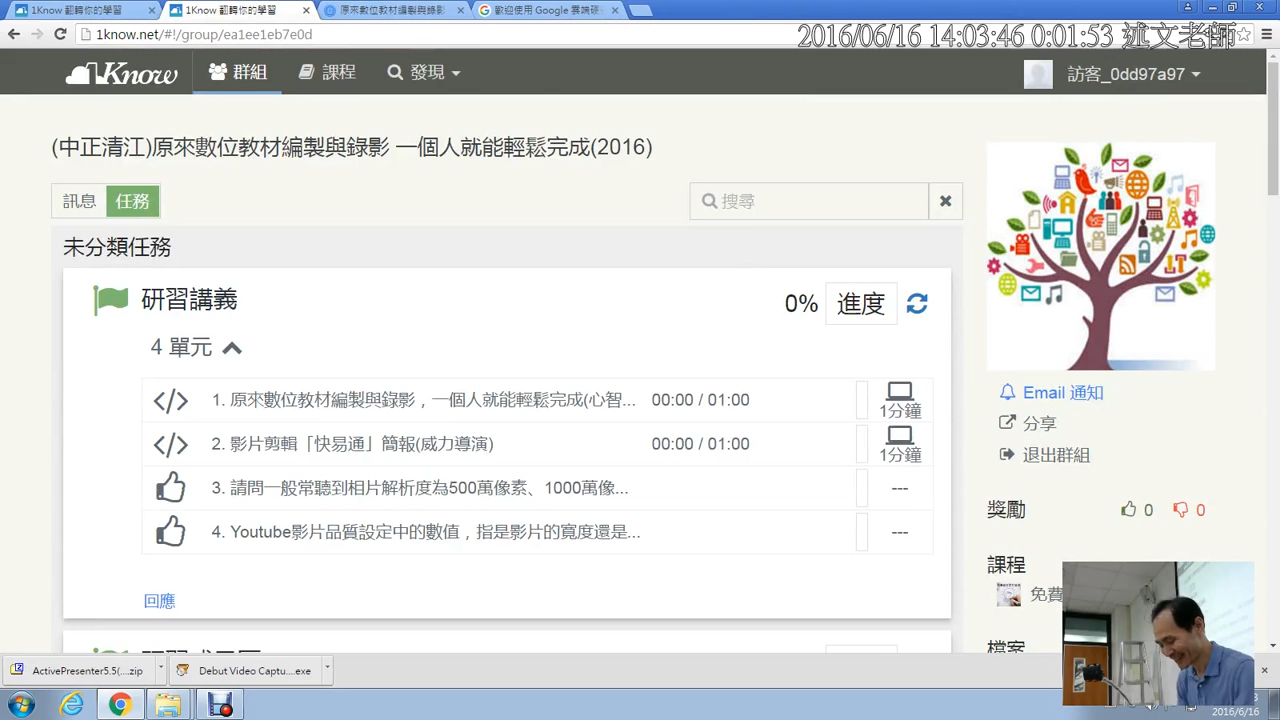 1Know 翻轉你的學習
1Know 翻轉你的學習
原來數位教材編製與錄影
歡迎使用 Google 雲端硬
1know.net/#!/group/ea1ee1eb7e0d
2016/06/16 14:03:46 0:01:53 述文老師
1Know
群組
課程
發現
訪客_0dd97a97
(中正清江)原來數位教材編製與錄影 一個人就能輕鬆完成(2016)
訊息
任務
搜尋
未分類任務
研習講義
0%
進度
4 單元
1. 原來數位教材編製與錄影，一個人就能輕鬆完成(心智...
00:00 / 01:00
1分鐘
2. 影片剪輯「快易通」簡報(威力導演)
00:00 / 01:00
1分鐘
3. 請問一般常聽到相片解析度為500萬像素、1000萬像...
---
4. Youtube影片品質設定中的數值，指是影片的寬度還是...
---
回應
Email 通知
分享
退出群組
獎勵
0
0
課程
免費
檔案
ActivePresenter5.5(....zip
Debut Video Captu....exe
2016/6/16